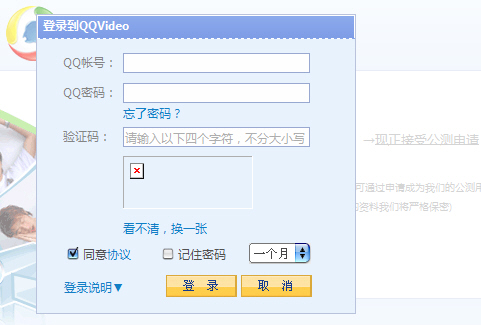 登录到QQVideo
QQ帐号：
QQ密码：
忘了密码？
验证码： 请输入以下四个字符，不分大小写
→现正接受公测申请
可通过申请成为我们的公测用
资料我们将严格保密)
看不清，换一张
同意协议 记住密码 一个月
登录说明▼ 登 录 取 消